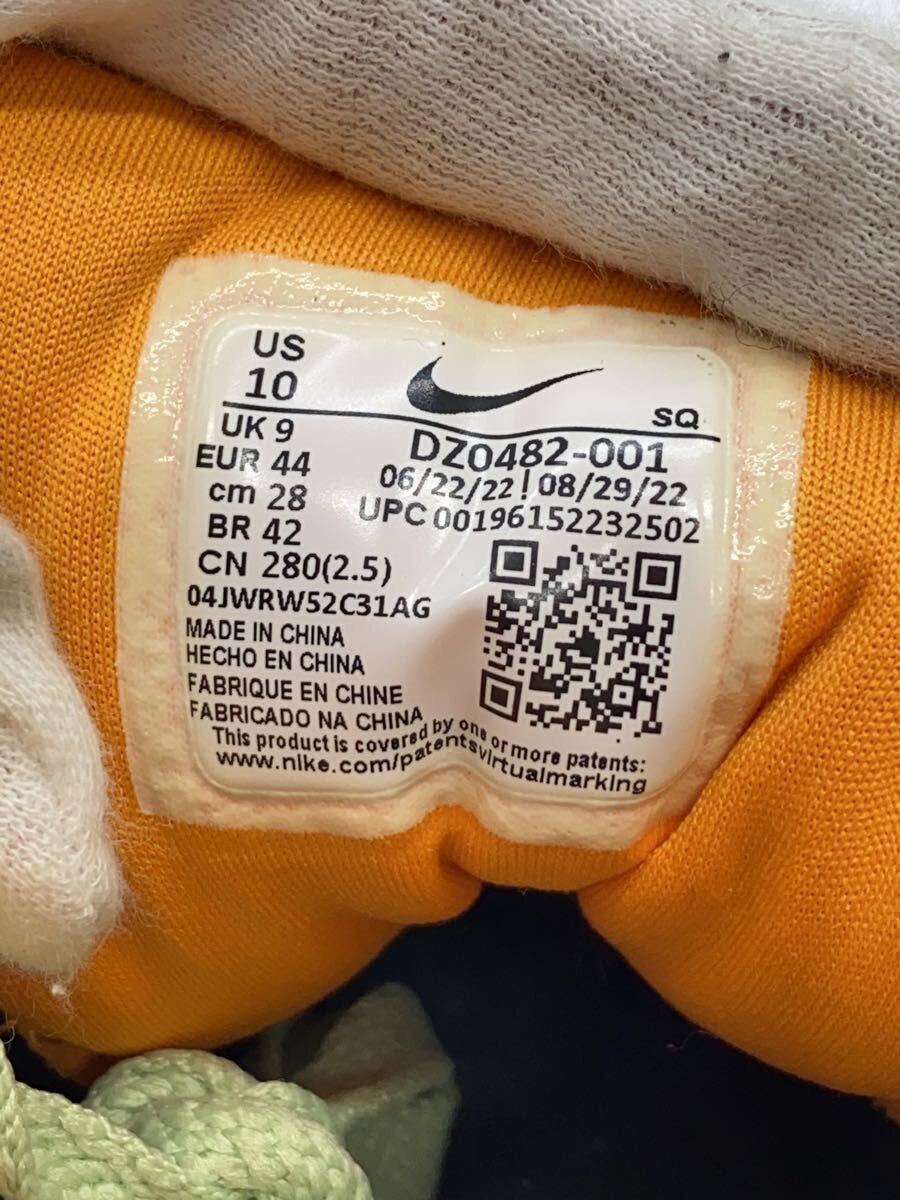 US
10
SQ
UK 9
EUR 44
cm 28
BR 42
CN 280(2.5)
DZ0482-001
06/22/22 ! 08/29/22
UPC 00196152232502
04JWRW52C31AG
MADE IN CHINA
HECHO EN CHINA
FABRIQUE EN CHINE
FABRICADO NA CHINA
This product is covered by one or more patents:
www.nike.com/patentsvirtualmarking